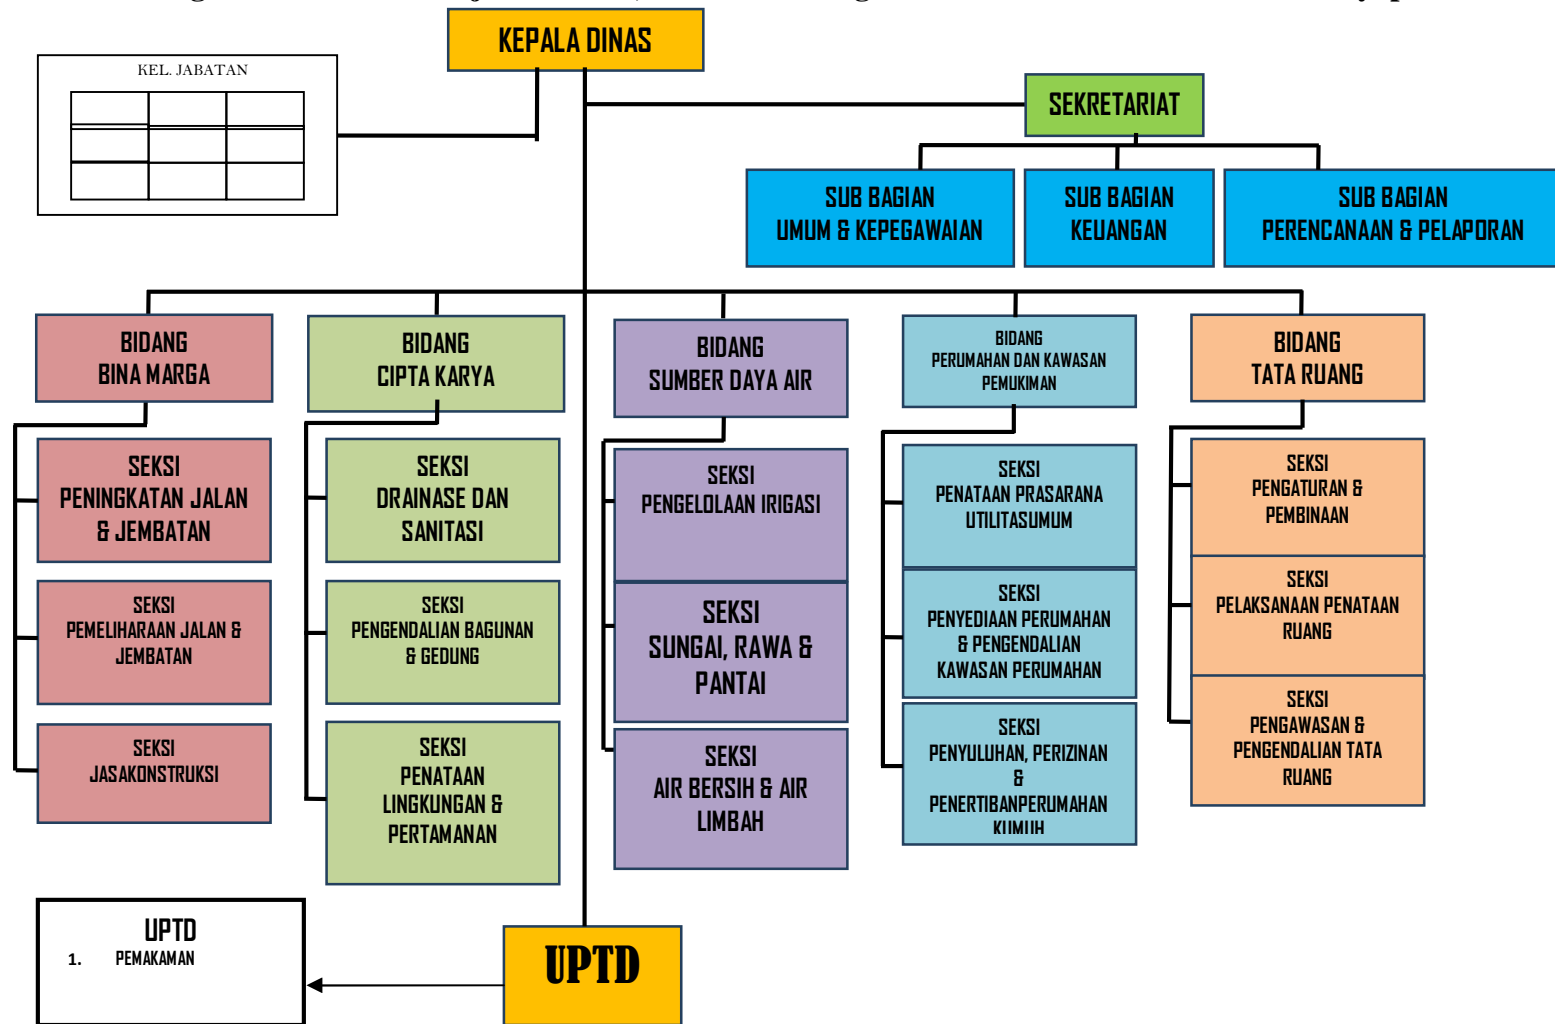 KEPALA DINAS
KEL. JABATAN
SEKRETARIAT
SUB BAGIAN
UMUM & KEPEGAWAIAN
SUB BAGIAN
KEUANGAN
SUB BAGIAN
PERENCANAAN & PELAPORAN
BIDANG
BINA MARGA
BIDANG
CIPTA KARYA
BIDANG
SUMBER DAYA AIR
BIDANG
PERUMAHAN DAN KAWASAN
PEMUKIMAN
BIDANG
TATA RUANG
SEKSI
PENINGKATAN JALAN
& JEMBATAN
SEKSI
PEMELIHARAAN JALAN &
JEMBATAN
SEKSI
JASAKONSTRUKSI
SEKSI
DRAINASE DAN
SANITASI
SEKSI
PENGENDALIAN BAGUNAN
& GEDUNG
SEKSI
PENATAAN
LINGKUNGAN &
PERTAMANAN
SEKSI
PENGELOLAAN IRIGASI
SEKSI
SUNGAI, RAWA &
PANTAI
SEKSI
AIR BERSIH & AIR
LIMBAH
SEKSI
PENATAAN PRASARANA
UTILITASUMUM
SEKSI
PENYEDIAAN PERUMAHAN
& PENGENDALIAN
KAWASAN PERUMAHAN
SEKSI
PENYULUHAN, PERIZINAN
&
PENERTIBANPERUMAHAN
KUMUH
SEKSI
PENGATURAN &
PEMBINAAN
SEKSI
PELAKSANAAN PENATAAN
RUANG
SEKSI
PENGAWASAN &
PENGENDALIAN TATA
RUANG
UPTD
1. PEMAKAMAN
UPTD